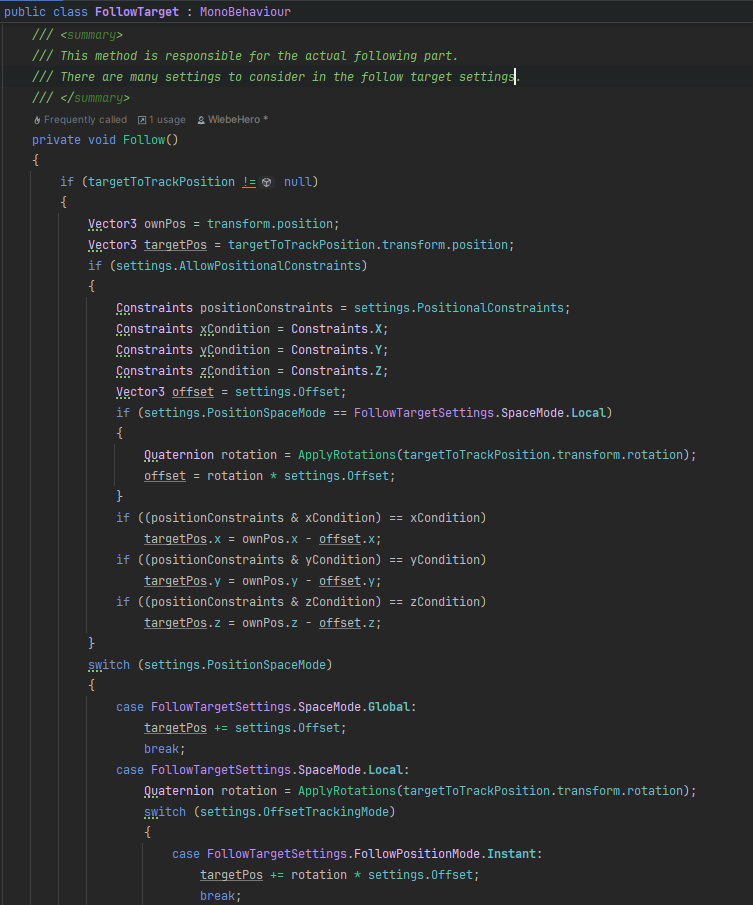 public class FollowTarget : MonoBehaviour
/// <summary>
/// This method is responsible for the actual following part.
/// There are many settings to consider in the follow target settings.
/// </summary>
Frequently called 1 usage WiebeHero *
private void Follow()
{
if (targetToTrackPosition != null)
{
Vector3 ownPos = transform.position;
Vector3 targetPos = targetToTrackPosition.transform.position;
if (settings.AllowPositionalConstraints)
{
Constraints positionConstraints = settings.PositionalConstraints;
Constraints xCondition = Constraints.X;
Constraints yCondition = Constraints.Y;
Constraints zCondition = Constraints.Z;
Vector3 offset = settings.Offset;
if (settings.PositionSpaceMode == FollowTargetSettings.SpaceMode.Local)
{
Quaternion rotation = ApplyRotations(targetToTrackPosition.transform.rotation);
offset = rotation * settings.Offset;
}
if ((positionConstraints & xCondition) == xCondition)
targetPos.x = ownPos.x - offset.x;
if ((positionConstraints & yCondition) == yCondition)
targetPos.y = ownPos.y - offset.y;
if ((positionConstraints & zCondition) == zCondition)
targetPos.z = ownPos.z - offset.z;
}
switch (settings.PositionSpaceMode)
{
case FollowTargetSettings.SpaceMode.Global:
targetPos += settings.Offset;
break;
case FollowTargetSettings.SpaceMode.Local:
Quaternion rotation = ApplyRotations(targetToTrackPosition.transform.rotation);
switch (settings.OffsetTrackingMode)
{
case FollowTargetSettings.FollowPositionMode.Instant:
targetPos += rotation * settings.Offset;
break;